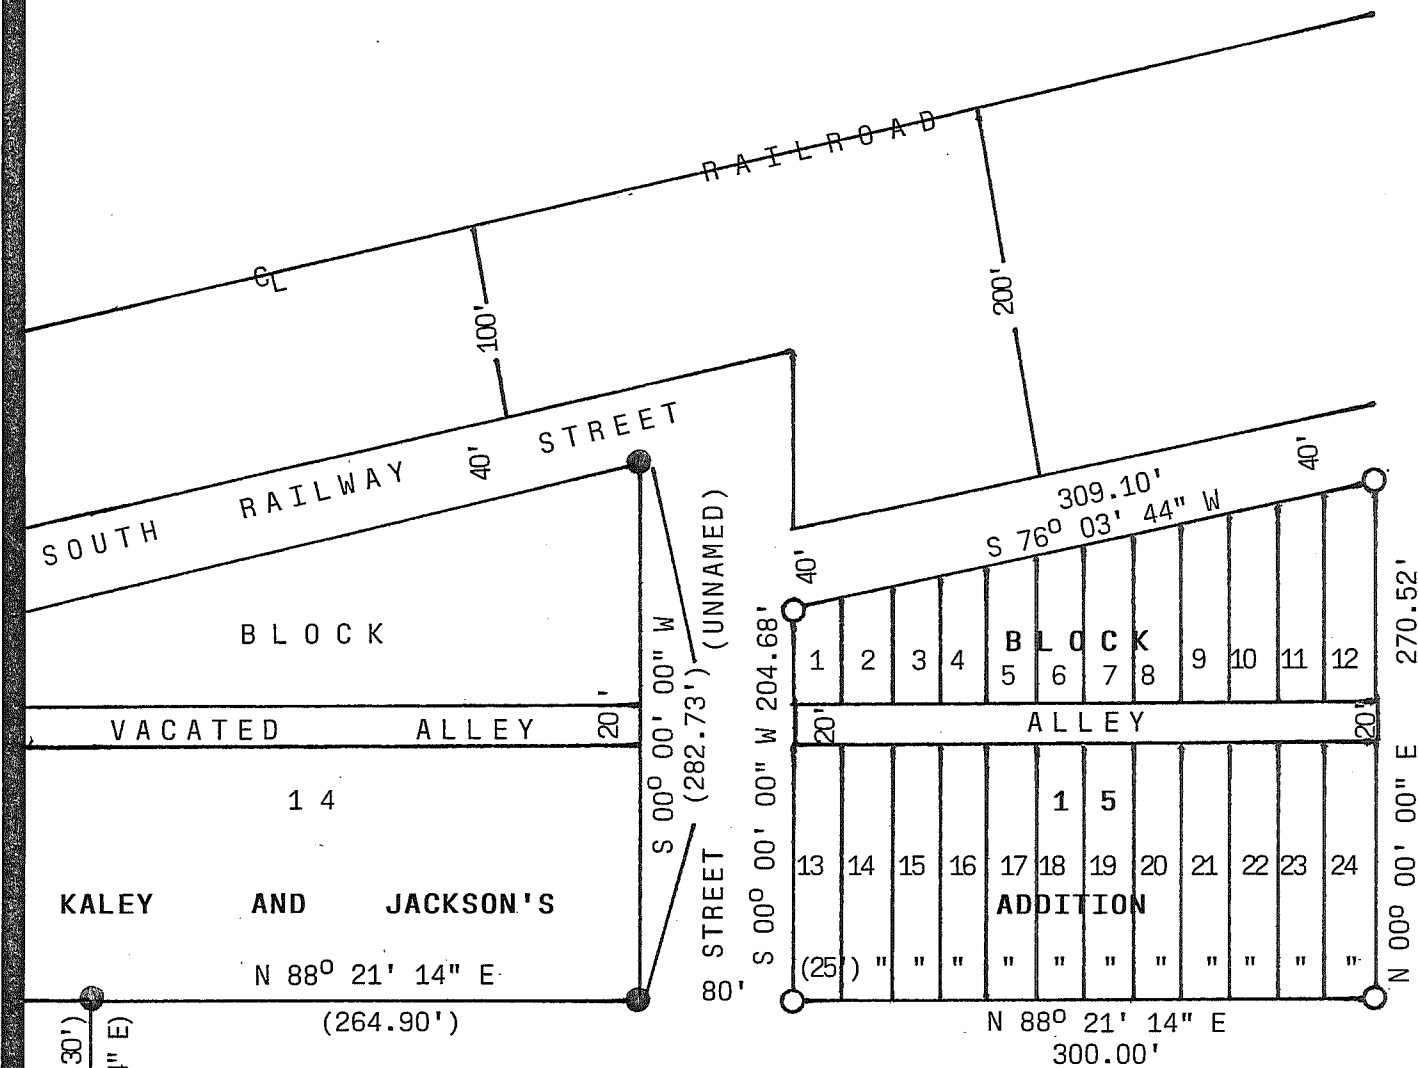 RAILROAD
CL
100'
200'
SOUTH RAILWAY STREET
40'
40'
309.10'
S 76° 03' 44" W
40'
BLOCK
VACATED ALLEY
20'
14
KALEY AND JACKSON'S
N 88° 21' 14" E
(264.90')
30')
4" E)
S 00° 00' 00" W
(282.73')
80' STREET (UNNAMED)
S 00° 00' 00" W 204.68'
BLOCK
1 2 3 4 5 6 7 8 9 10 11 12
20' ALLEY 20'
15
13 14 15 16 17 18 19 20 21 22 23 24
ADDITION
(25') " " " " " " " " " " "
N 88° 21' 14" E
300.00'
N 00° 00' 00" E 270.52'